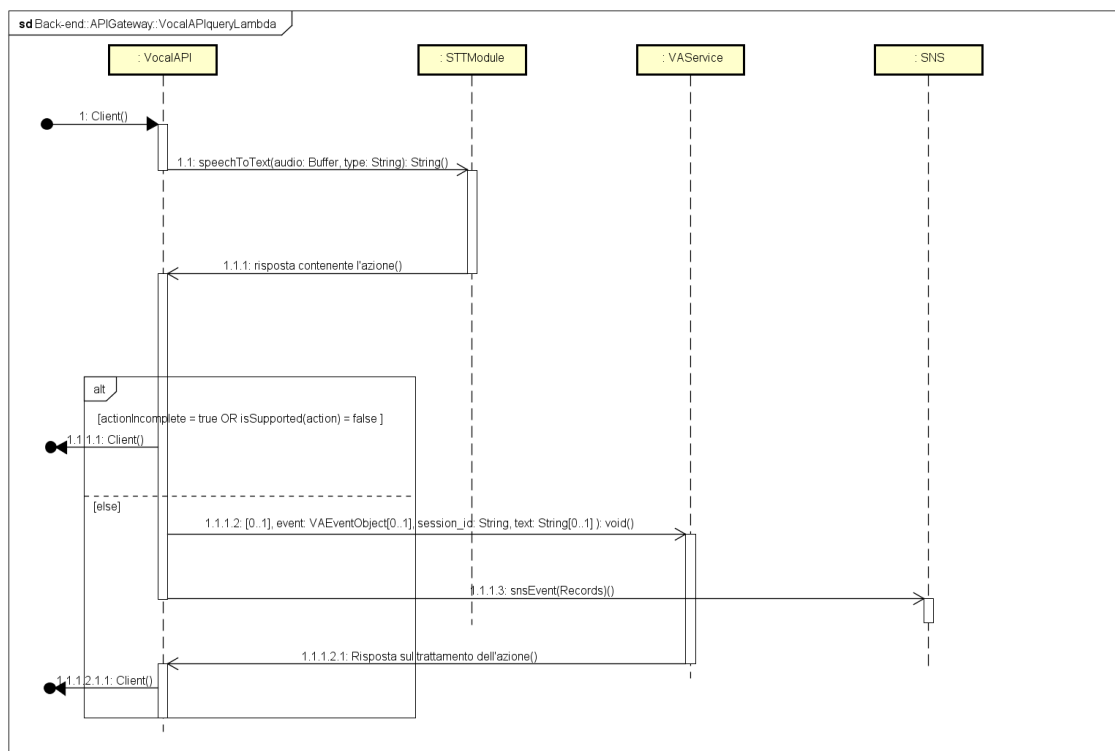 sd Back-end::APIGateway::VocalAPIqueryLambda
: VocalAPI
: STTModule
: VAService
: SNS
1: Client()
1.1: speechToText(audio: Buffer, type: String): String()
1.1.1: risposta contenente l'azione()
alt
[actionIncomplete = true OR isSupported(action) = false ]
1.1.1.1: Client()
[else]
1.1.1.2: [0..1], event: VAEventObject[0..1], session_id: String, text: String[0..1] ): void()
1.1.1.3: snsEvent(Records)()
1.1.1.2.1: Risposta sul trattamento dell'azione()
1.1.1.2.1.1: Client()